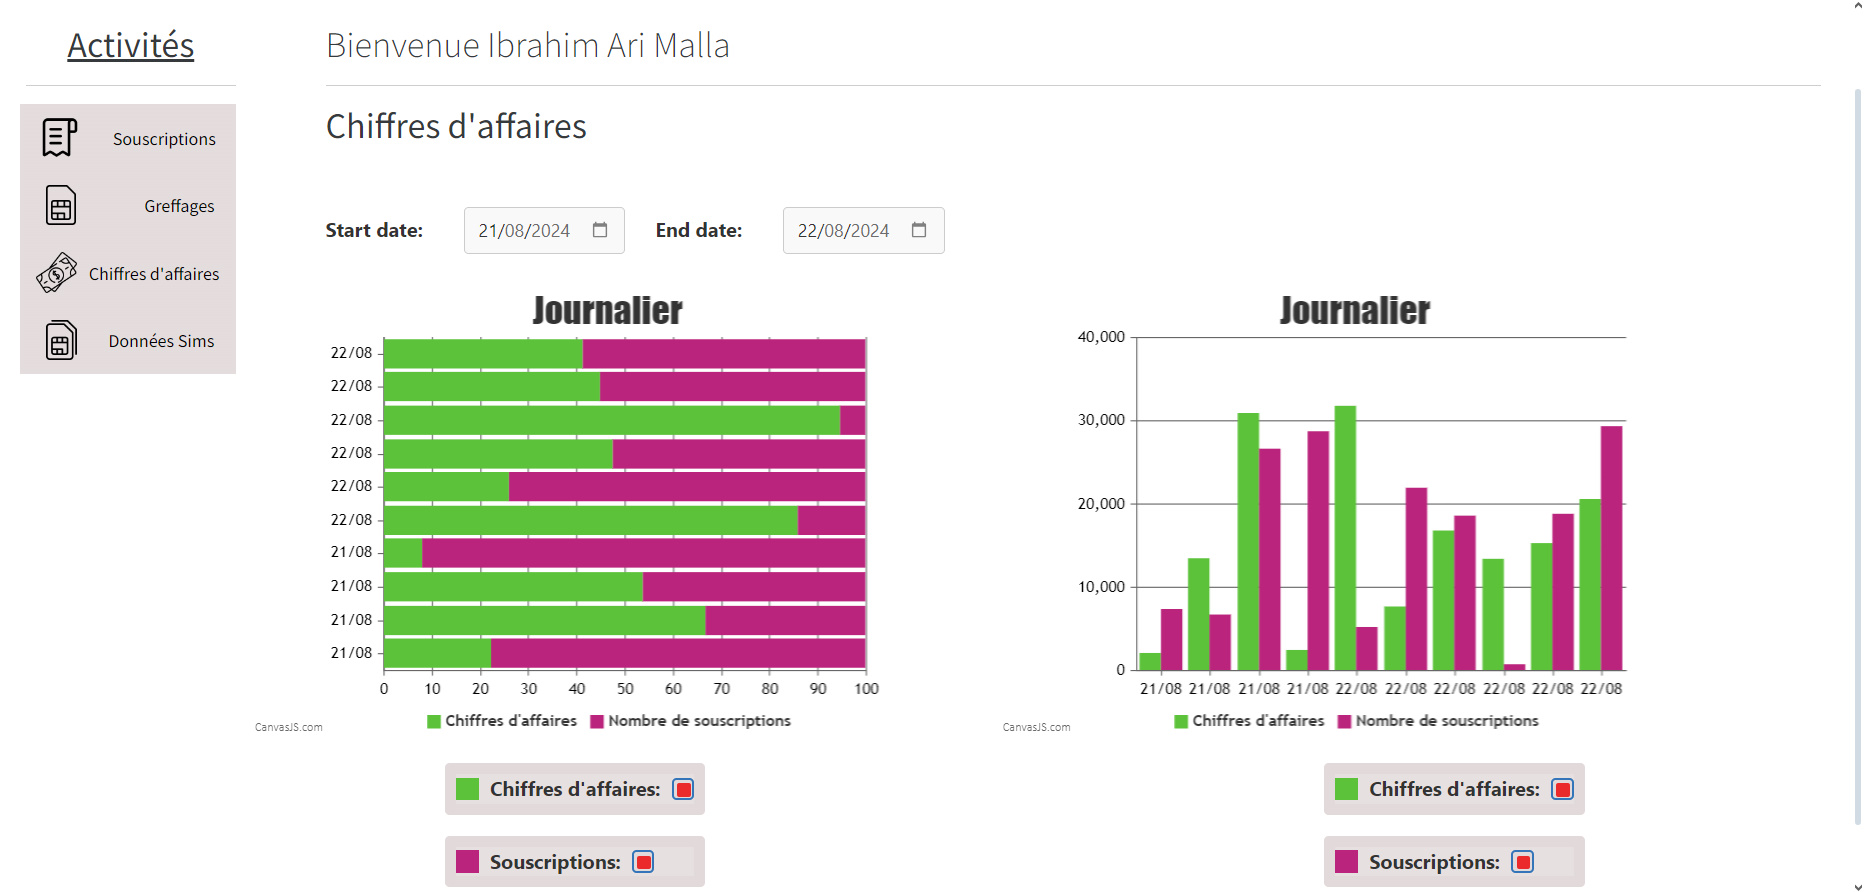 Activités
Souscriptions
Greffages
Chiffres d'affaires
Données Sims
Bienvenue Ibrahim Ari Malla
Chiffres d'affaires
Start date: 21/08/2024 End date: 22/08/2024
Journalier
22/08
22/08
22/08
22/08
22/08
22/08
21/08
21/08
21/08
21/08
0 10 20 30 40 50 60 70 80 90 100
Chiffres d'affaires Nombre de souscriptions
CanvasJS.com
Chiffres d'affaires:
Souscriptions:
Journalier
40,000
30,000
20,000
10,000
0
21/08 21/08 21/08 21/08 22/08 22/08 22/08 22/08 22/08 22/08
Chiffres d'affaires Nombre de souscriptions
CanvasJS.com
Chiffres d'affaires:
Souscriptions: